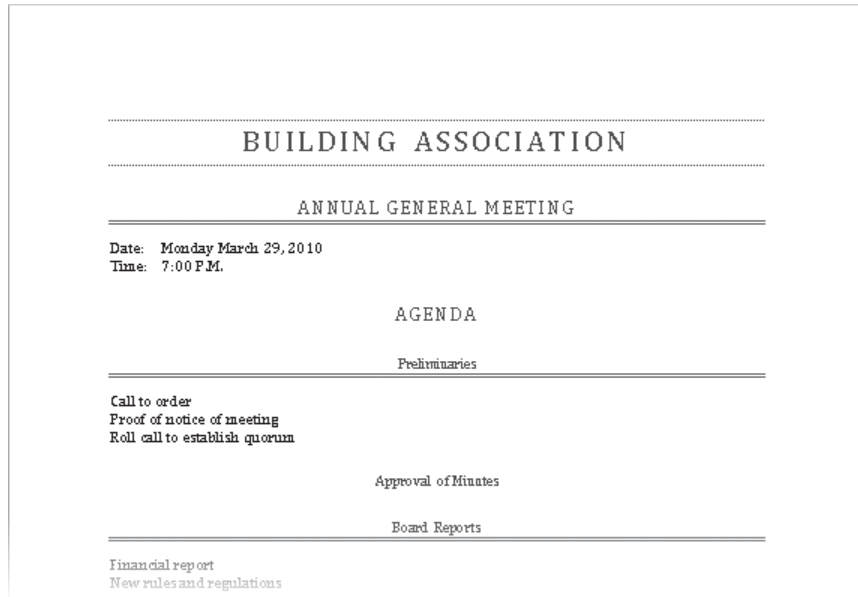 BUILDING ASSOCIATION
ANNUAL GENERAL MEETING
Date: Monday March 29, 2010
Time: 7:00 P.M.
AGENDA
Preliminaries
Call to order
Proof of notice of meeting
Roll call to establish quorum
Approval of Minutes
Board Reports
Financial report
New rules and regulations